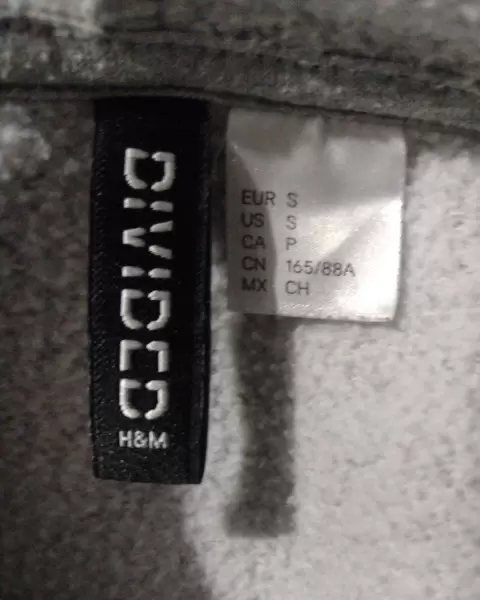 DIVIDED
H&M
EUR S
US S
CA P
CN 165/88A
MX CH